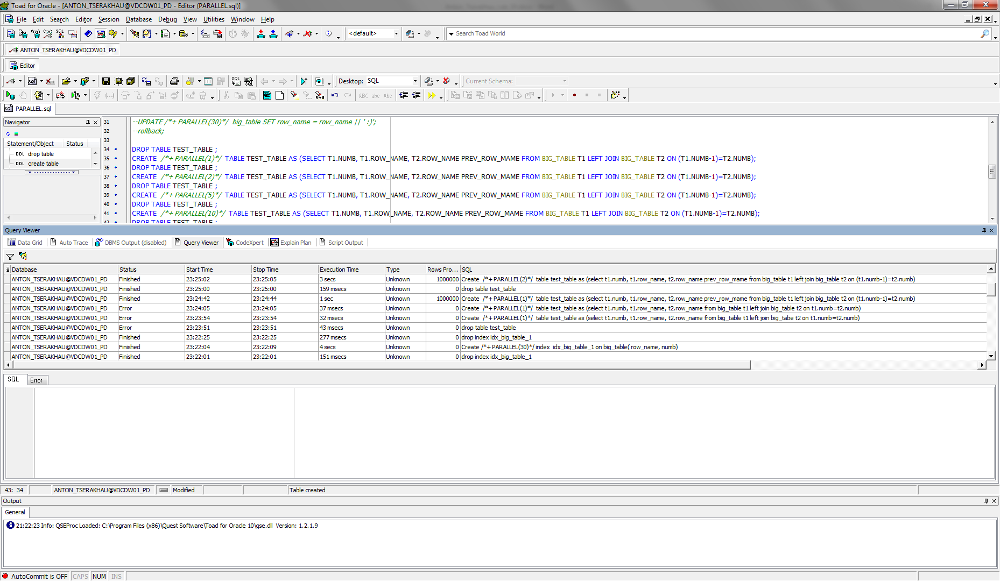 Toad for Oracle - [ANTON_TSERAKHAU@VDCDW01_PD - Editor (PARALLEL.sql)]
File Edit Search Editor Session Database Debug View Utilities Window Help
<default> Search Toad World
ANTON_TSERAKHAU@VDCDW01_PD
Editor
Desktop: SQL Current Schema:
PARALLEL.sql
Navigator
Statement/Object Status
DDL drop table
DDL create table
31 --UPDATE /*+ PARALLEL(30)*/ big_table SET row_name = row_name || ' :)';
32 --rollback;
33
34 DROP TABLE TEST_TABLE ;
35 CREATE /*+ PARALLEL(1)*/ TABLE TEST_TABLE AS (SELECT T1.NUMB, T1.ROW_NAME, T2.ROW_NAME PREV_ROW_MAME FROM BIG_TABLE T1 LEFT JOIN BIG_TABLE T2 ON (T1.NUMB-1)=T2.NUMB);
36 DROP TABLE TEST_TABLE ;
37 CREATE /*+ PARALLEL(2)*/ TABLE TEST_TABLE AS (SELECT T1.NUMB, T1.ROW_NAME, T2.ROW_NAME PREV_ROW_MAME FROM BIG_TABLE T1 LEFT JOIN BIG_TABLE T2 ON (T1.NUMB-1)=T2.NUMB);
38 DROP TABLE TEST_TABLE ;
39 CREATE /*+ PARALLEL(5)*/ TABLE TEST_TABLE AS (SELECT T1.NUMB, T1.ROW_NAME, T2.ROW_NAME PREV_ROW_MAME FROM BIG_TABLE T1 LEFT JOIN BIG_TABLE T2 ON (T1.NUMB-1)=T2.NUMB);
40 DROP TABLE TEST_TABLE ;
41 CREATE /*+ PARALLEL(10)*/ TABLE TEST_TABLE AS (SELECT T1.NUMB, T1.ROW_NAME, T2.ROW_NAME PREV_ROW_MAME FROM BIG_TABLE T1 LEFT JOIN BIG_TABLE T2 ON (T1.NUMB-1)=T2.NUMB);
42 DROP TABLE TEST_TABLE ;
Query Viewer
Data Grid Auto Trace DBMS Output (disabled) Query Viewer CodeXpert Explain Plan Script Output
Database Status Start Time Stop Time Execution Time Type Rows Pro... SQL
ANTON_TSERAKHAU@VDCDW01_PD Finished 23:25:02 23:25:05 3 secs Unknown 1000000 Create /*+ PARALLEL(2)*/ table test_table as (select t1.numb, t1.row_name, t2.row_name prev_row_mame from big_table t1 left join big_table t2 on (t1.numb-1)=t2.numb)
ANTON_TSERAKHAU@VDCDW01_PD Finished 23:25:00 23:25:00 159 msecs Unknown 0 drop table test_table
ANTON_TSERAKHAU@VDCDW01_PD Finished 23:24:42 23:24:44 1 sec Unknown 1000000 Create /*+ PARALLEL(1)*/ table test_table as (select t1.numb, t1.row_name, t2.row_name prev_row_mame from big_table t1 left join big_table t2 on (t1.numb-1)=t2.numb)
ANTON_TSERAKHAU@VDCDW01_PD Error 23:24:05 23:24:05 37 msecs Unknown 0 Create /*+ PARALLEL(1)*/ table test_table as (select t1.numb, t1.row_name, t2.row_name from big_table t1 left join big_table t2 on t1.numb=t2.numb)
ANTON_TSERAKHAU@VDCDW01_PD Error 23:23:54 23:23:54 32 msecs Unknown 0 Create /*+ PARALLEL(1)*/ table test_table as (select t1.numb, t1.row_name, t2.row_name from big_table t1 left join big_tabe t2 on t1.numb=t2.numb)
ANTON_TSERAKHAU@VDCDW01_PD Error 23:23:51 23:23:51 43 msecs Unknown 0 drop table test_table
ANTON_TSERAKHAU@VDCDW01_PD Finished 23:22:25 23:22:25 277 msecs Unknown 0 drop index idx_big_table_1
ANTON_TSERAKHAU@VDCDW01_PD Finished 23:22:04 23:22:09 4 secs Unknown 0 Create /*+ PARALLEL(30)*/ index idx_big_table_1 on big_table( row_name, numb)
ANTON_TSERAKHAU@VDCDW01_PD Finished 23:22:01 23:22:01 151 msecs Unknown 0 drop index idx_big_table_1
SQL Error
43: 34 ANTON_TSERAKHAU@VDCDW01_PD Modified Table created
Output
General
21:22:23 Info: QSEProc Loaded: C:\Program Files (x86)\Quest Software\Toad for Oracle 10\qse.dll Version: 1.2.1.9
AutoCommit is OFF CAPS NUM INS